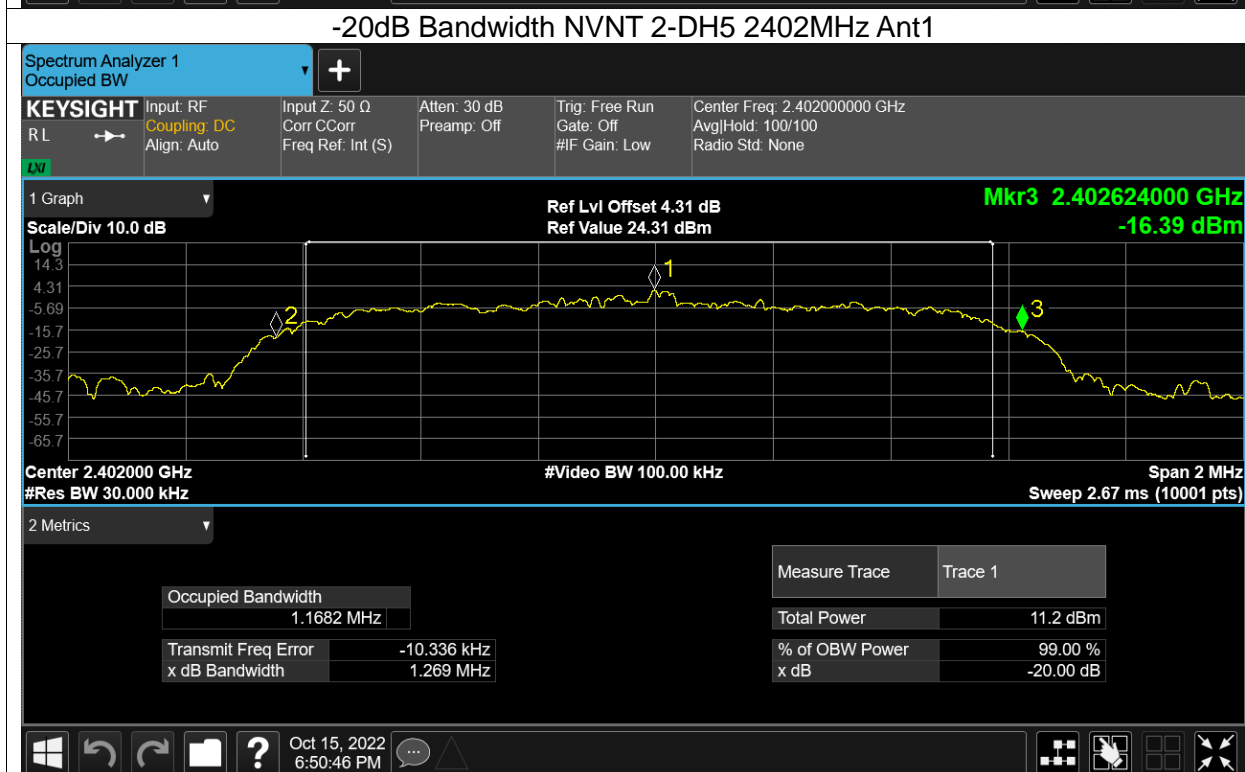 -20dB Bandwidth NVNT 2-DH5 2402MHz Ant1
Spectrum Analyzer 1
Occupied BW
KEYSIGHT
R L
LXI
Input: RF
Coupling: DC
Align: Auto
Input Z: 50 Ω
Corr CCorr
Freq Ref: Int (S)
Atten: 30 dB
Preamp: Off
Trig: Free Run
Gate: Off
#IF Gain: Low
Center Freq: 2.402000000 GHz
Avg|Hold: 100/100
Radio Std: None
1 Graph
Scale/Div 10.0 dB
Ref Lvl Offset 4.31 dB
Ref Value 24.31 dBm
Mkr3 2.402624000 GHz
-16.39 dBm
Log
14.3
4.31
-5.69
-15.7
-25.7
-35.7
-45.7
-55.7
-65.7
1
2
3
Center 2.402000 GHz
#Res BW 30.000 kHz
#Video BW 100.00 kHz
Span 2 MHz
Sweep 2.67 ms (10001 pts)
2 Metrics
Occupied Bandwidth
1.1682 MHz
Transmit Freq Error -10.336 kHz
x dB Bandwidth 1.269 MHz
Measure Trace Trace 1
Total Power 11.2 dBm
% of OBW Power 99.00 %
x dB -20.00 dB
?
Oct 15, 2022
6:50:46 PM